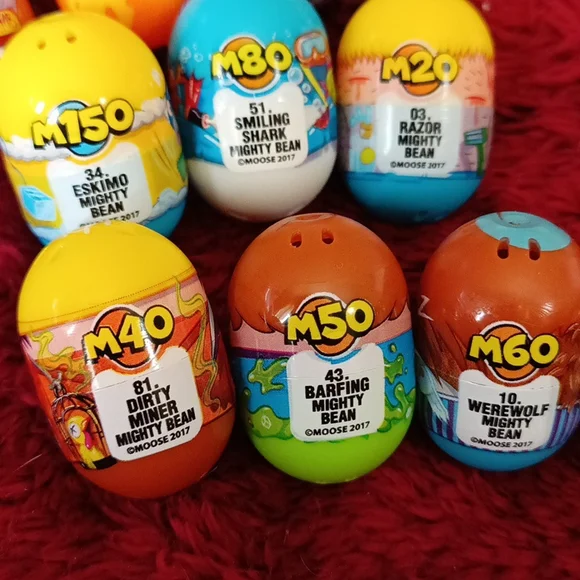 M150
34.
ESKIMO
MIGHTY
BEAN
M80
51.
SMILING
SHARK
MIGHTY BEAN
©MOOSE 2017
M20
03.
RAZOR
MIGHTY
BEAN
©MOOSE 2017
M40
81.
DIRTY
MINER
MIGHTY BEAN
©MOOSE 2017
M50
43.
BARFING
MIGHTY
BEAN
©MOOSE 2017
M60
10.
WEREWOLF
MIGHTY
BEAN
©MOOSE 2017